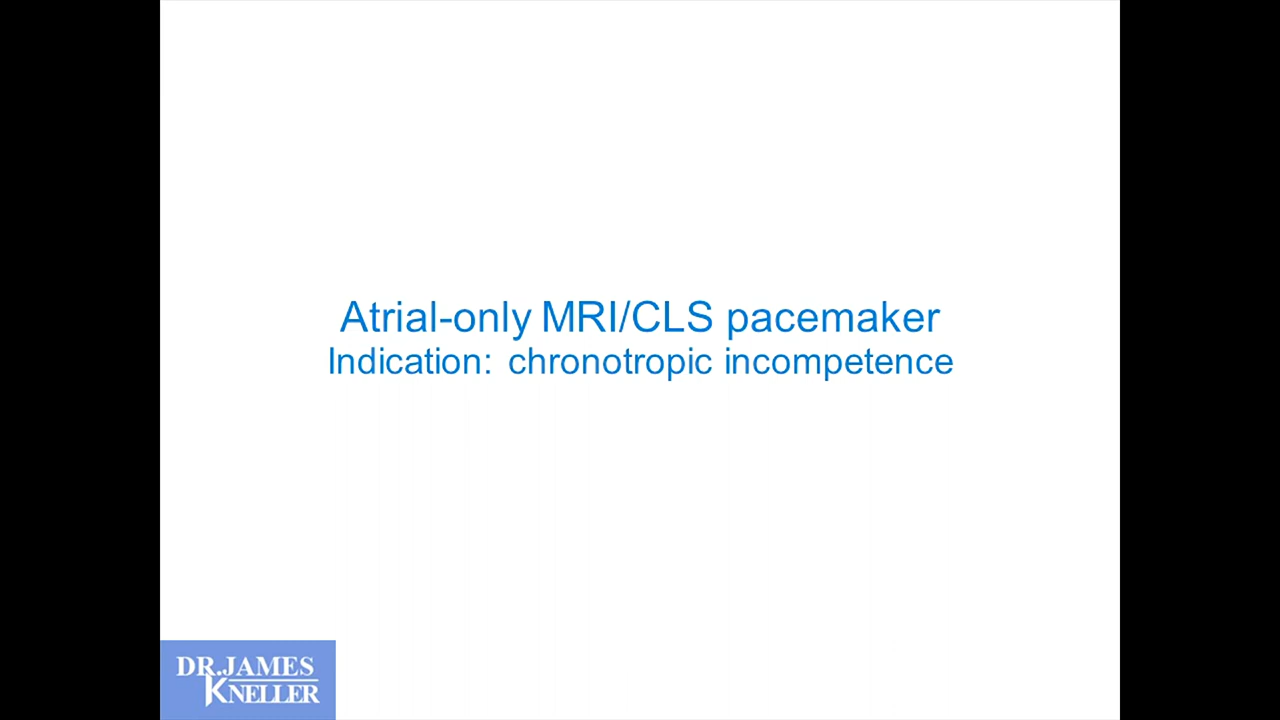 Atrial-only MRI/CLS pacemaker
Indication: chronotropic incompetence
DR.JAMES
KNELLER